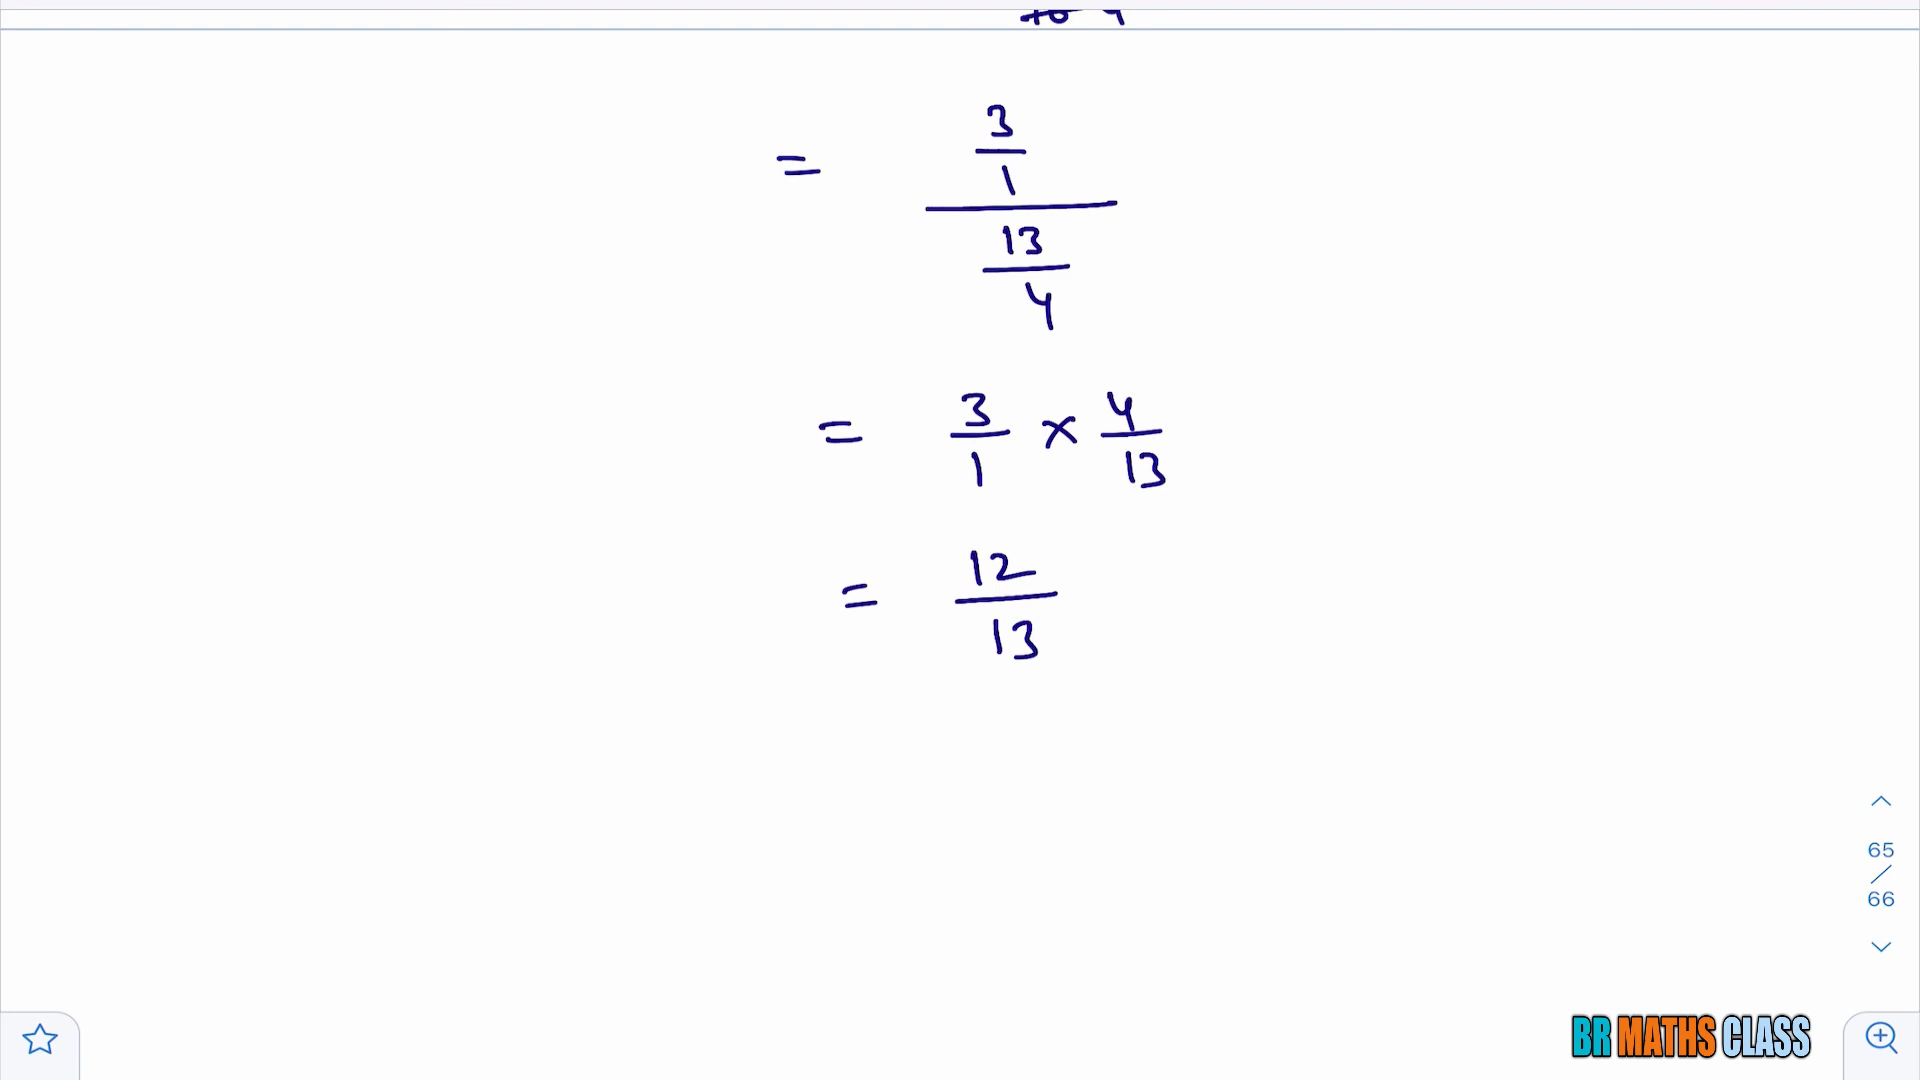 = 3/1 / 13/4
= 3/1 × 4/13
= 12/13
65
/
66
BR MATHS CLASS